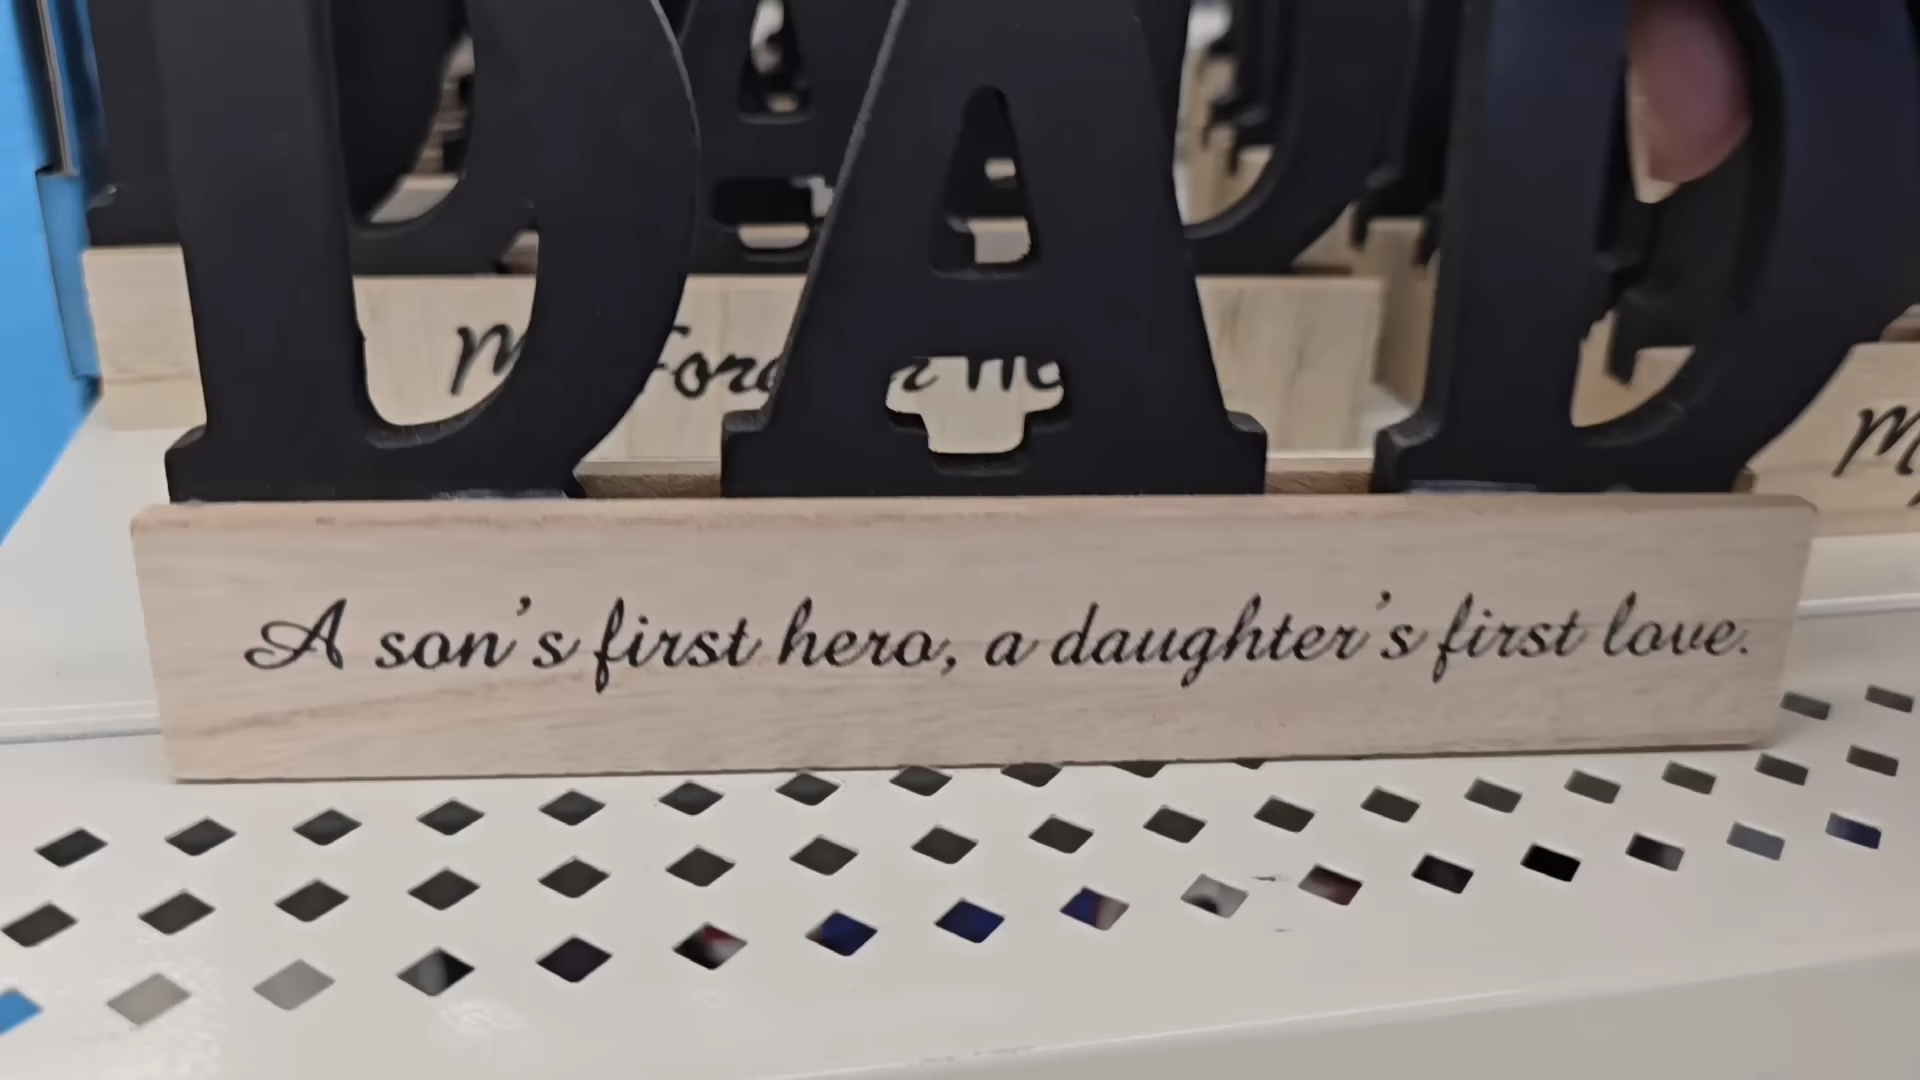 DAD
A son's first hero, a daughter's first love.